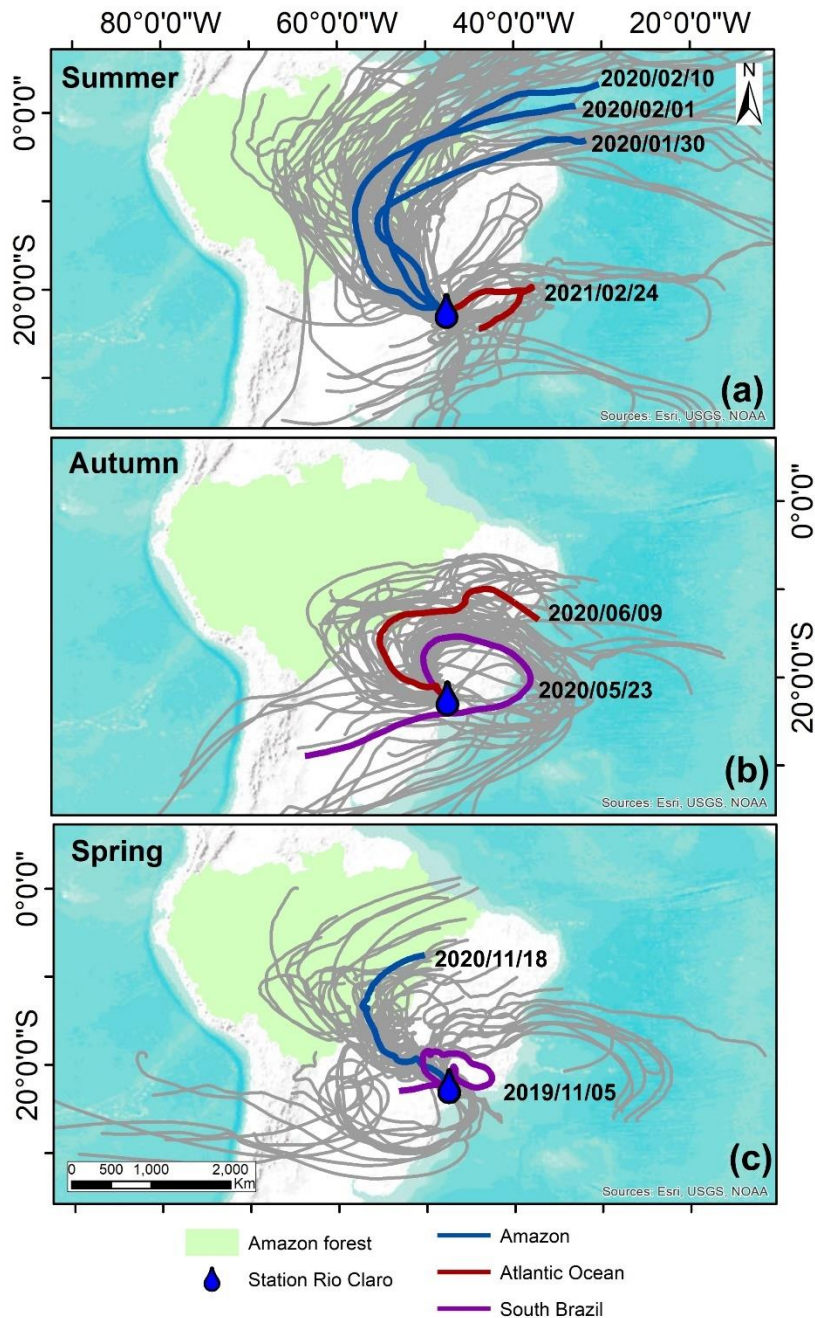 80°0'0"W 60°0'0"W 40°0'0"W 20°0'0"W
Summer
N
2020/02/10
2020/02/01
2020/01/30
0°0'0"
2021/02/24
20°0'0"S
(a)
Sources: Esri, USGS, NOAA
Autumn
0°0'0"
2020/06/09
2020/05/23
20°0'0"S
(b)
Sources: Esri, USGS, NOAA
Spring
0°0'0"
2020/11/18
20°0'0"S
2019/11/05
(c)
0 500 1,000 2,000
Km
Sources: Esri, USGS, NOAA
Amazon forest
Station Rio Claro
Amazon
Atlantic Ocean
South Brazil